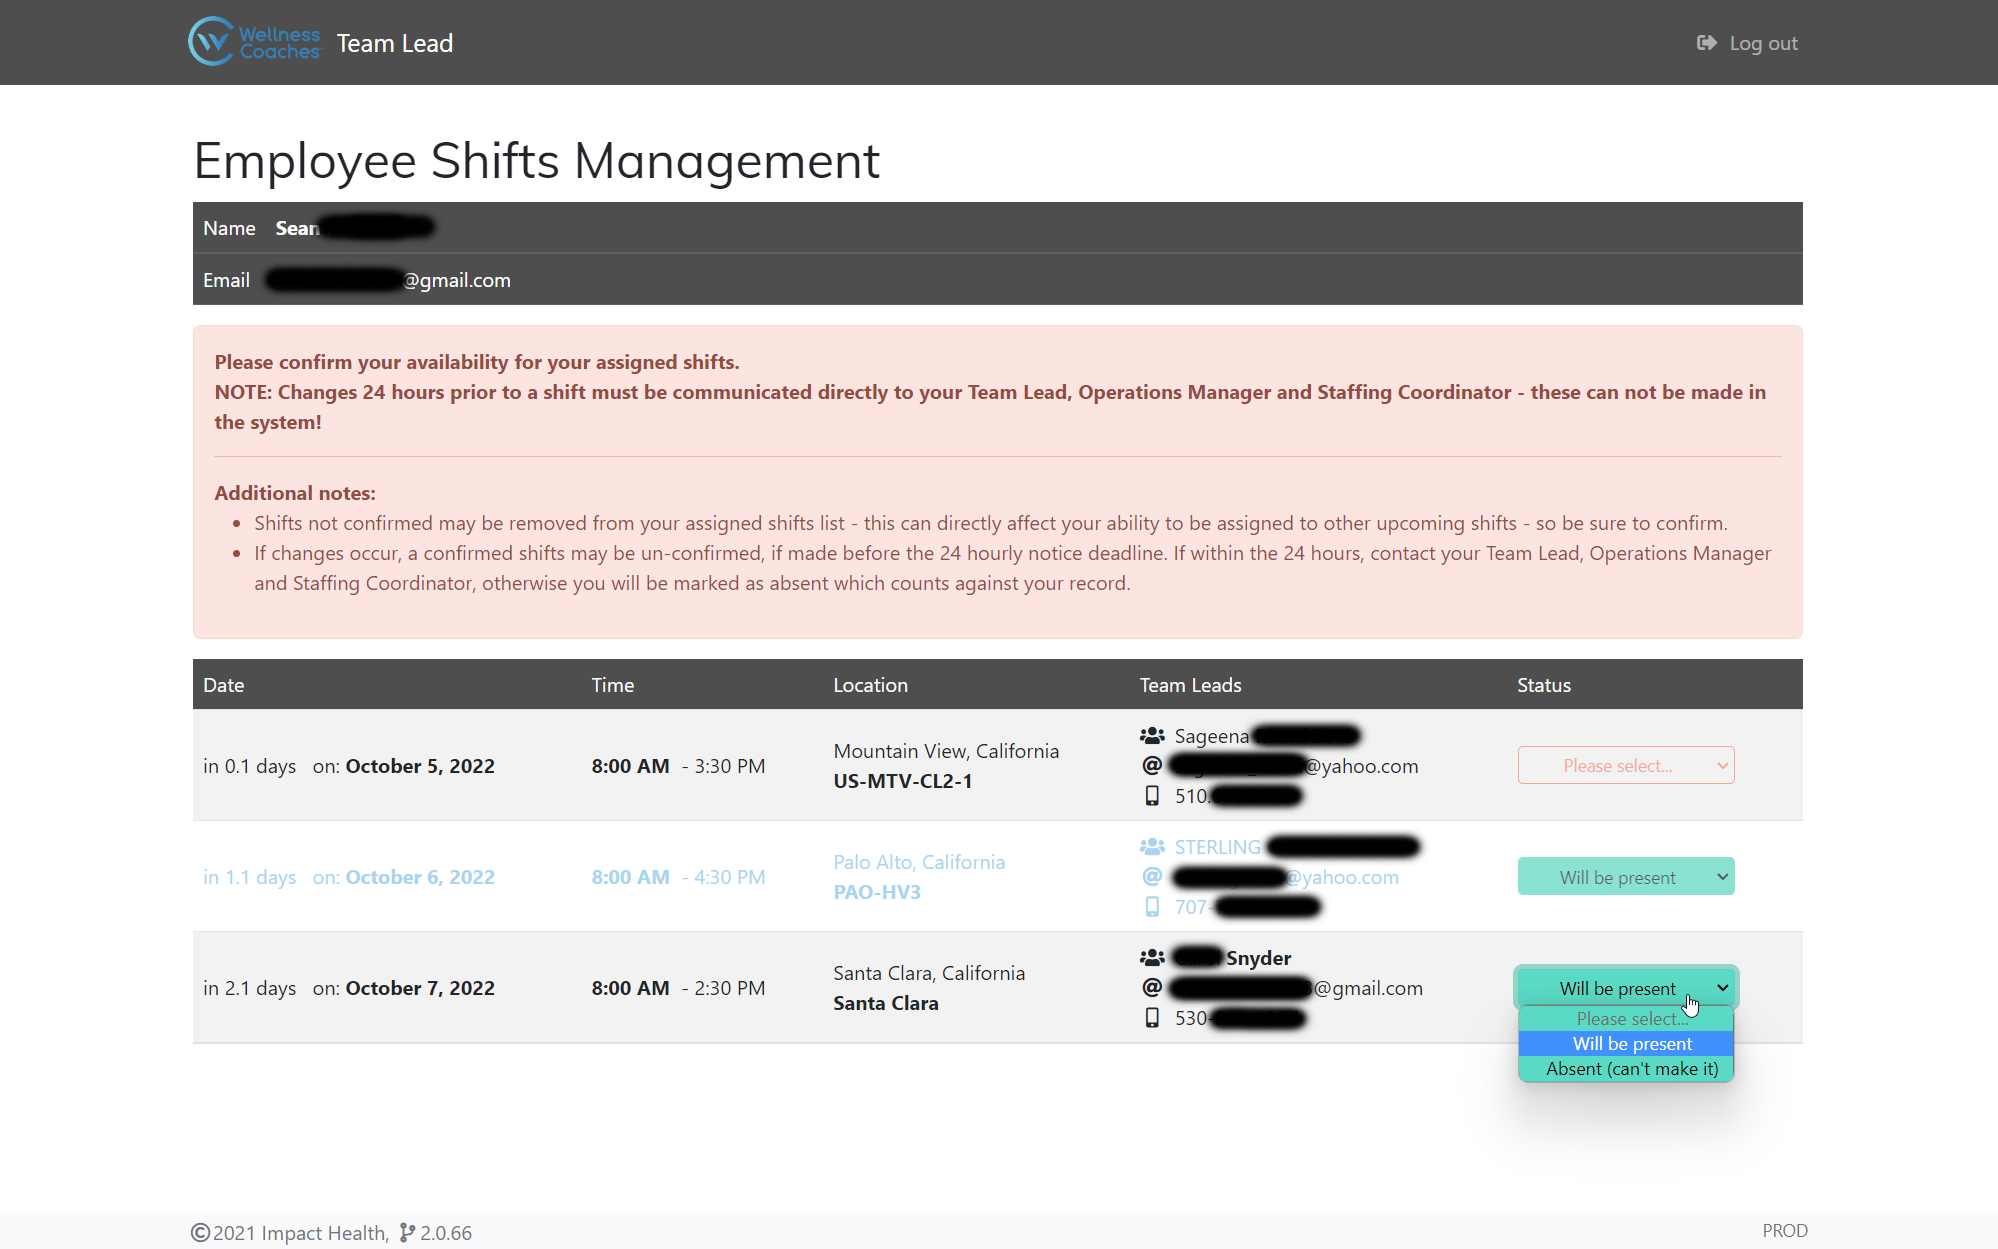 Wellness Coaches Team Lead
Log out
Employee Shifts Management
Name Sean
Email @gmail.com
Please confirm your availability for your assigned shifts.
NOTE: Changes 24 hours prior to a shift must be communicated directly to your Team Lead, Operations Manager and Staffing Coordinator - these can not be made in
the system!
Additional notes:
• Shifts not confirmed may be removed from your assigned shifts list - this can directly affect your ability to be assigned to other upcoming shifts - so be sure to confirm.
• If changes occur, a confirmed shifts may be un-confirmed, if made before the 24 hourly notice deadline. If within the 24 hours, contact your Team Lead, Operations Manager
and Staffing Coordinator, otherwise you will be marked as absent which counts against your record.
Date Time Location Team Leads Status
in 0.1 days on: October 5, 2022 8:00 AM - 3:30 PM
Mountain View, California
US-MTV-CL2-1
Sageena
@yahoo.com
510.
Please select...
in 1.1 days on: October 6, 2022 8:00 AM - 4:30 PM
Palo Alto, California
PAO-HV3
STERLING
@yahoo.com
707-
Will be present
in 2.1 days on: October 7, 2022 8:00 AM - 2:30 PM
Santa Clara, California
Santa Clara
Snyder
@gmail.com
530-
Will be present
Please select...
Will be present
Absent (can't make it)
© 2021 Impact Health, 2.0.66
PROD